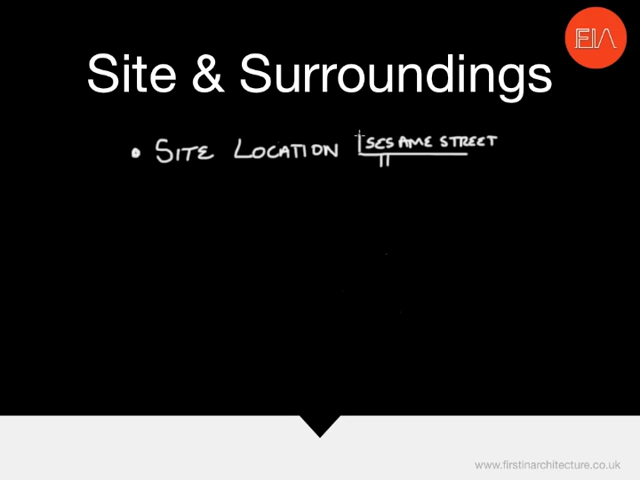 FIA
Site & Surroundings
• SITE LOCATION SESAME STREET
www.firstinarchitecture.co.uk